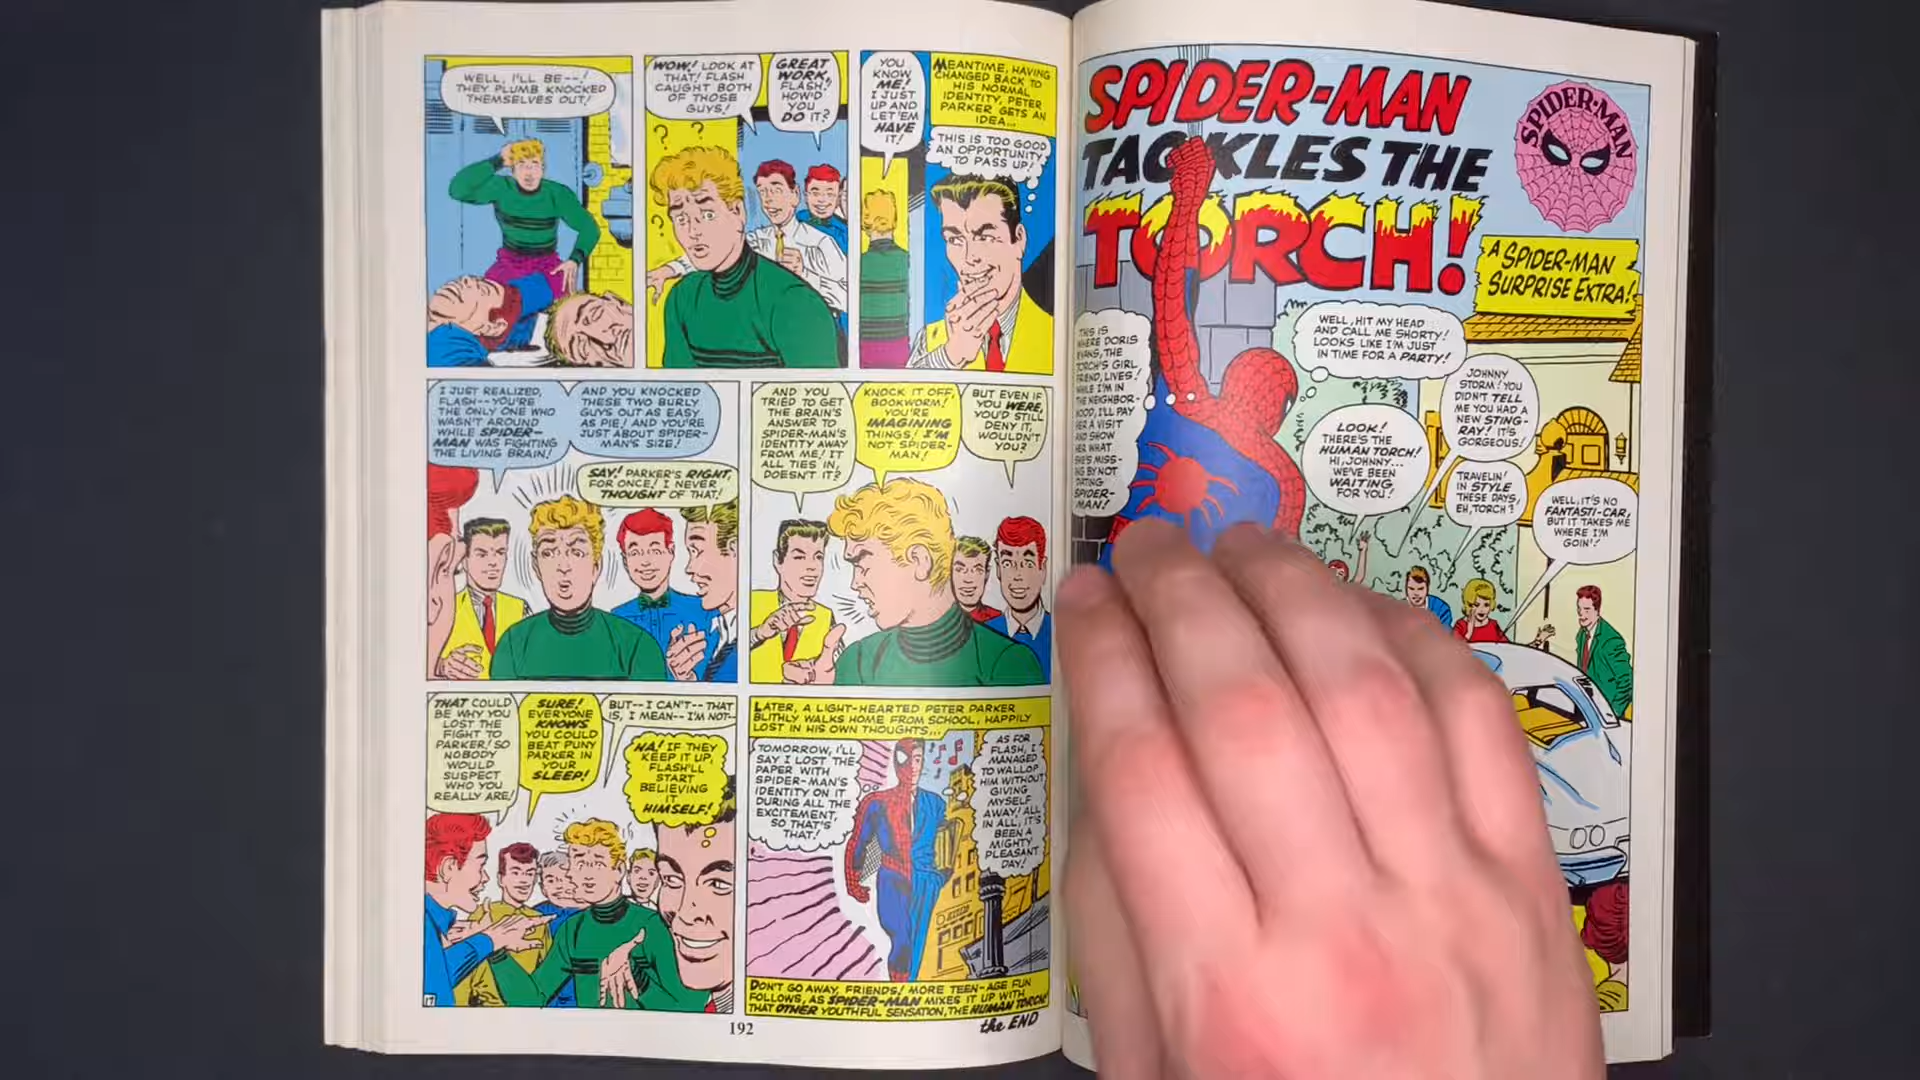 WELL, I'LL BE--!
THEY PLUMB KNOCKED
THEMSELVES OUT!
WOW! LOOK AT
THAT! FLASH
CAUGHT BOTH
OF THOSE
GUYS!
GREAT
WORK,
FLASH!
HOW'D
YOU
DO IT?
?
?
?
YOU
KNOW
ME!
I JUST
UP AND
LET 'EM
HAVE
IT!
MEANTIME, HAVING
CHANGED BACK TO
HIS NORMAL
IDENTITY, PETER
PARKER GETS AN
IDEA...
THIS IS TOO GOOD
AN OPPORTUNITY
TO PASS UP!
I JUST REALIZED,
FLASH--YOU'RE
THE ONLY ONE WHO
WASN'T AROUND
WHILE SPIDER-
MAN WAS FIGHTING
THE LIVING BRAIN!
AND YOU KNOCKED
THESE TWO BURLY
GUYS OUT AS EASY
AS PIE! AND YOU'RE
JUST ABOUT SPIDER-
MAN'S SIZE!
SAY! PARKER'S RIGHT,
FOR ONCE! I NEVER
THOUGHT OF THAT!
AND YOU
TRIED TO GET
THE BRAIN'S
ANSWER TO
SPIDER-MAN'S
IDENTITY AWAY
FROM ME! IT
ALL TIES IN,
DOESN'T IT?
KNOCK IT OFF,
BOOKWORM!
YOU'RE
IMAGINING
THINGS! I'M
NOT SPIDER-
MAN!
BUT EVEN IF
YOU WERE,
YOU'D STILL
DENY IT,
WOULDN'T
YOU?
THAT COULD
BE WHY YOU
LOST THE
FIGHT TO
PARKER! SO
NOBODY
WOULD
SUSPECT
WHO YOU
REALLY ARE!
SURE!
EVERYONE
KNOWS
YOU COULD
BEAT PUNY
PARKER IN
YOUR
SLEEP!
BUT--I CAN'T--THAT
IS, I MEAN--I'M NOT--
HA! IF THEY
KEEP IT UP,
FLASH'LL
START
BELIEVING
IT
HIMSELF!
LATER, A LIGHT-HEARTED PETER PARKER
BLITHLY WALKS HOME FROM SCHOOL, HAPPILY
LOST IN HIS OWN THOUGHTS...
TOMORROW, I'LL
SAY I LOST THE
PAPER WITH
SPIDER-MAN'S
IDENTITY ON IT
DURING ALL THE
EXCITEMENT,
SO THAT'S
THAT!
AS FOR
FLASH, I
MANAGED
TO WALLOP
HIM WITHOUT
GIVING
MYSELF
AWAY! ALL
IN ALL, IT'S
BEEN A
MIGHTY
PLEASANT
DAY!
DON'T GO AWAY, FRIENDS! MORE TEEN-AGE FUN
FOLLOWS, AS SPIDER-MAN MIXES IT UP WITH
THAT OTHER YOUTHFUL SENSATION, THE HUMAN TORCH!
the END
17
192
SPIDER-MAN
TACKLES THE
TORCH!
SPIDER-MAN
A SPIDER-MAN
SURPRISE EXTRA!
THIS IS
WHERE DORIS
EVANS, THE
TORCH'S GIRL
FRIEND, LIVES!
WHILE I'M IN
THE NEIGHBOR-
HOOD, I'LL PAY
HER A VISIT
AND SHOW
HER WHAT
SHE'S MISS-
ING BY NOT
DATING
SPIDER-
MAN!
WELL, HIT MY HEAD
AND CALL ME SHORTY!
LOOKS LIKE I'M JUST
IN TIME FOR A PARTY!
LOOK!
THERE'S THE
HUMAN TORCH!
HI, JOHNNY...
WE'VE BEEN
WAITING
FOR YOU!
JOHNNY
STORM! YOU
DIDN'T TELL
ME YOU HAD A
NEW STING-
RAY! IT'S
GORGEOUS!
TRAVELIN'
IN STYLE
THESE DAYS,
EH, TORCH?
WELL, IT'S NO
FANTASTI-CAR,
BUT IT TAKES ME
WHERE I'M
GOIN'!